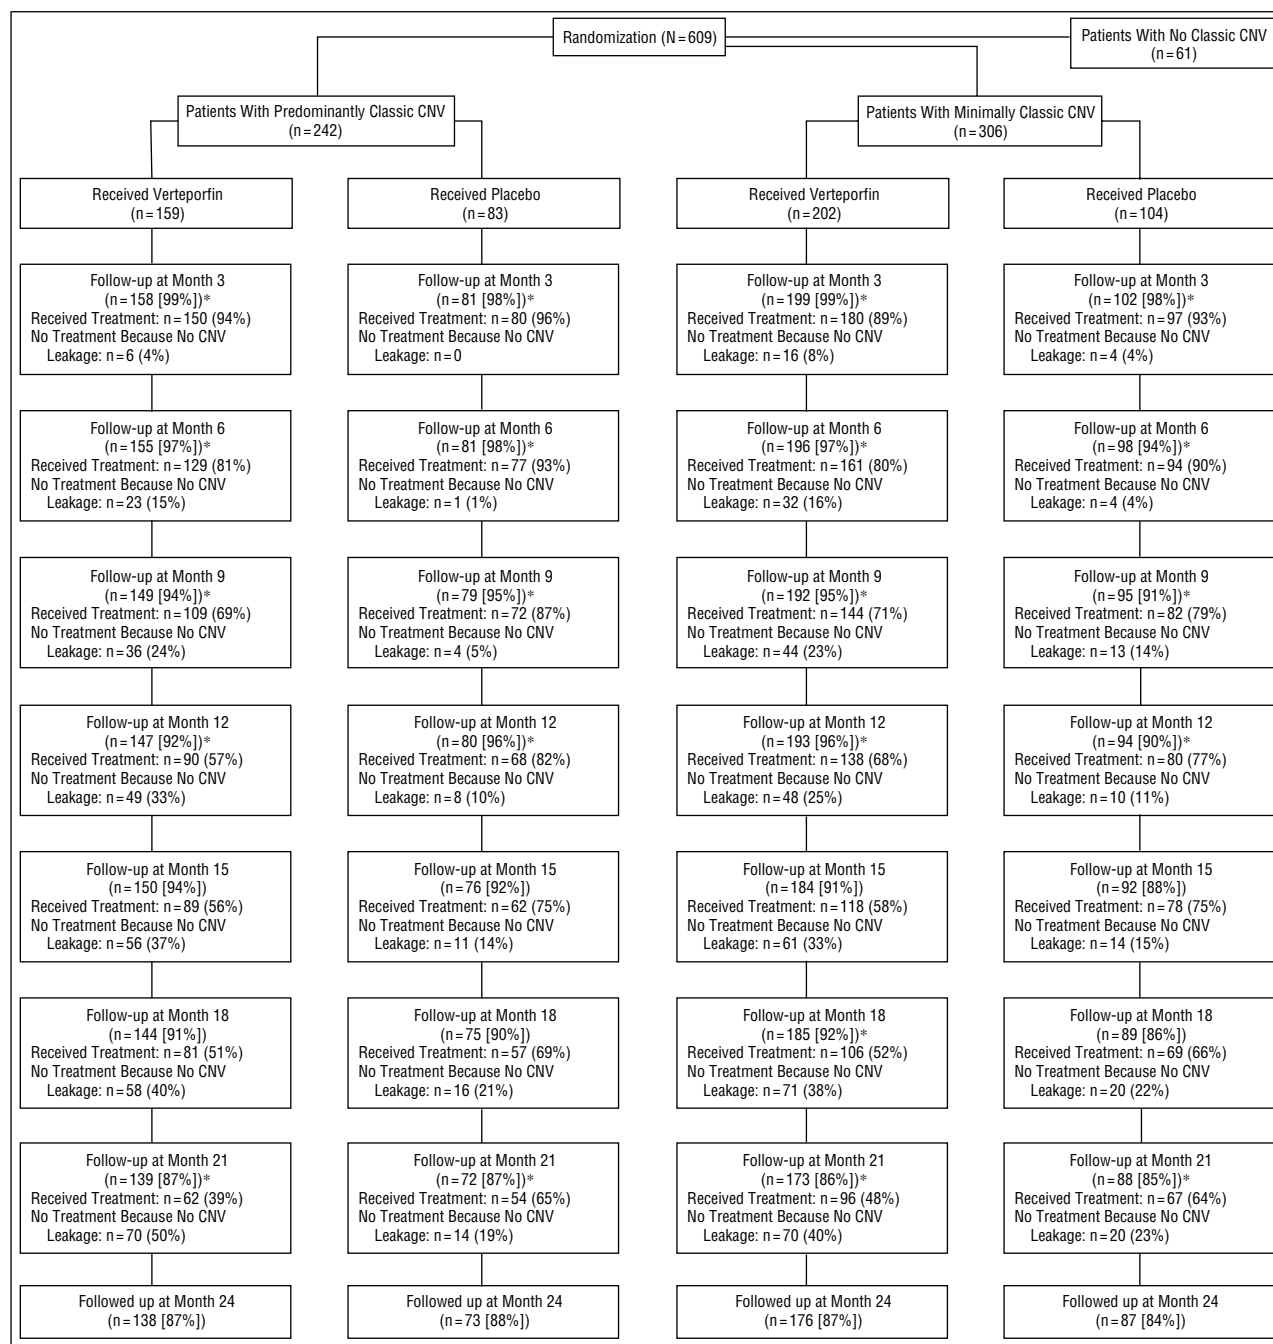 Randomization (N=609)
Patients With No Classic CNV
(n=61)
Patients With Predominantly Classic CNV
(n=242)
Patients With Minimally Classic CNV
(n=306)
Received Verteporfin
(n=159)
Received Placebo
(n=83)
Received Verteporfin
(n=202)
Received Placebo
(n=104)
Follow-up at Month 3
(n=158 [99%])*
Received Treatment: n=150 (94%)
No Treatment Because No CNV
Leakage: n=6 (4%)
Follow-up at Month 3
(n=81 [98%])*
Received Treatment: n=80 (96%)
No Treatment Because No CNV
Leakage: n=0
Follow-up at Month 3
(n=199 [99%])*
Received Treatment: n=180 (89%)
No Treatment Because No CNV
Leakage: n=16 (8%)
Follow-up at Month 3
(n=102 [98%])*
Received Treatment: n=97 (93%)
No Treatment Because No CNV
Leakage: n=4 (4%)
Follow-up at Month 6
(n=155 [97%])*
Received Treatment: n=129 (81%)
No Treatment Because No CNV
Leakage: n=23 (15%)
Follow-up at Month 6
(n=81 [98%])*
Received Treatment: n=77 (93%)
No Treatment Because No CNV
Leakage: n=1 (1%)
Follow-up at Month 6
(n=196 [97%])*
Received Treatment: n=161 (80%)
No Treatment Because No CNV
Leakage: n=32 (16%)
Follow-up at Month 6
(n=98 [94%])*
Received Treatment: n=94 (90%)
No Treatment Because No CNV
Leakage: n=4 (4%)
Follow-up at Month 9
(n=149 [94%])*
Received Treatment: n=109 (69%)
No Treatment Because No CNV
Leakage: n=36 (24%)
Follow-up at Month 9
(n=79 [95%])*
Received Treatment: n=72 (87%)
No Treatment Because No CNV
Leakage: n=4 (5%)
Follow-up at Month 9
(n=192 [95%])*
Received Treatment: n=144 (71%)
No Treatment Because No CNV
Leakage: n=44 (23%)
Follow-up at Month 9
(n=95 [91%])*
Received Treatment: n=82 (79%)
No Treatment Because No CNV
Leakage: n=13 (14%)
Follow-up at Month 12
(n=147 [92%])*
Received Treatment: n=90 (57%)
No Treatment Because No CNV
Leakage: n=49 (33%)
Follow-up at Month 12
(n=80 [96%])*
Received Treatment: n=68 (82%)
No Treatment Because No CNV
Leakage: n=8 (10%)
Follow-up at Month 12
(n=193 [96%])*
Received Treatment: n=138 (68%)
No Treatment Because No CNV
Leakage: n=48 (25%)
Follow-up at Month 12
(n=94 [90%])*
Received Treatment: n=80 (77%)
No Treatment Because No CNV
Leakage: n=10 (11%)
Follow-up at Month 15
(n=150 [94%])
Received Treatment: n=89 (56%)
No Treatment Because No CNV
Leakage: n=56 (37%)
Follow-up at Month 15
(n=76 [92%])
Received Treatment: n=62 (75%)
No Treatment Because No CNV
Leakage: n=11 (14%)
Follow-up at Month 15
(n=184 [91%])
Received Treatment: n=118 (58%)
No Treatment Because No CNV
Leakage: n=61 (33%)
Follow-up at Month 15
(n=92 [88%])
Received Treatment: n=78 (75%)
No Treatment Because No CNV
Leakage: n=14 (15%)
Follow-up at Month 18
(n=144 [91%])
Received Treatment: n=81 (51%)
No Treatment Because No CNV
Leakage: n=58 (40%)
Follow-up at Month 18
(n=75 [90%])
Received Treatment: n=57 (69%)
No Treatment Because No CNV
Leakage: n=16 (21%)
Follow-up at Month 18
(n=185 [92%])*
Received Treatment: n=106 (52%)
No Treatment Because No CNV
Leakage: n=71 (38%)
Follow-up at Month 18
(n=89 [86%])
Received Treatment: n=69 (66%)
No Treatment Because No CNV
Leakage: n=20 (22%)
Follow-up at Month 21
(n=139 [87%])*
Received Treatment: n=62 (39%)
No Treatment Because No CNV
Leakage: n=70 (50%)
Follow-up at Month 21
(n=72 [87%])*
Received Treatment: n=54 (65%)
No Treatment Because No CNV
Leakage: n=14 (19%)
Follow-up at Month 21
(n=173 [86%])*
Received Treatment: n=96 (48%)
No Treatment Because No CNV
Leakage: n=70 (40%)
Follow-up at Month 21
(n=88 [85%])*
Received Treatment: n=67 (64%)
No Treatment Because No CNV
Leakage: n=20 (23%)
Followed up at Month 24
(n=138 [87%])
Followed up at Month 24
(n=73 [88%])
Followed up at Month 24
(n=176 [87%])
Followed up at Month 24
(n=87 [84%])